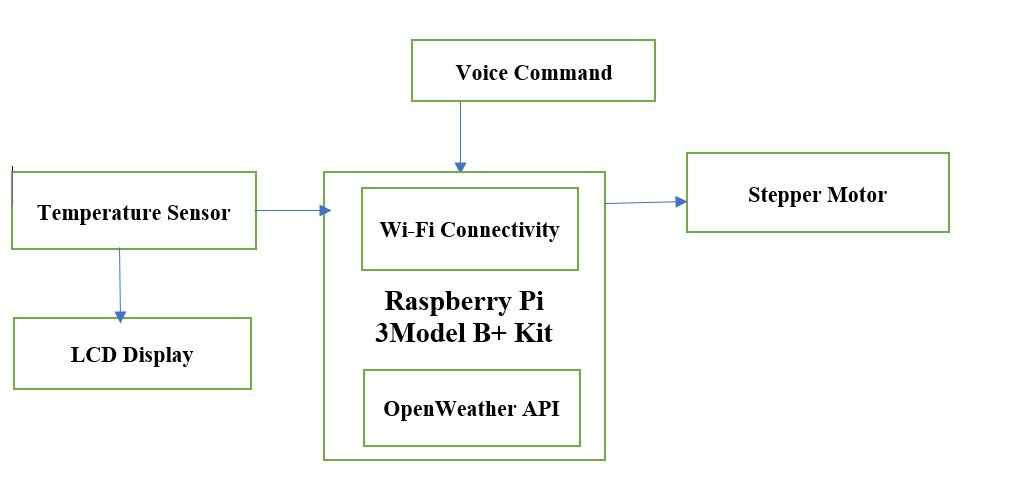 Voice Command
Temperature Sensor
Stepper Motor
Wi-Fi Connectivity
Raspberry Pi
3Model B+ Kit
LCD Display
OpenWeather API